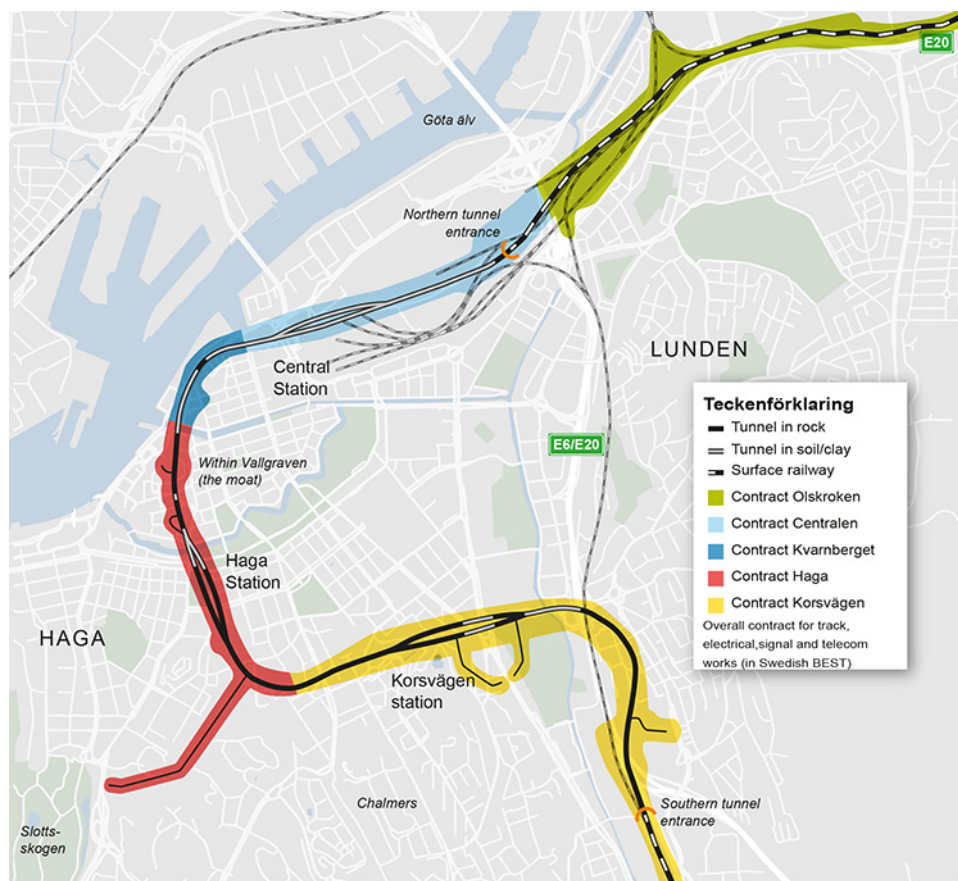 E20
Göta älv
Northern tunnel
entrance
LUNDEN
Central
Station
Teckenförklaring
Tunnel in rock
Tunnel in soil/clay
Surface railway
Contract Olskroken
Contract Centralen
Contract Kvarnberget
Contract Haga
Contract Korsvägen
Overall contract for track,
electrical,signal and telecom
works (in Swedish BEST)
E6/E20
Within Vallgraven
(the moat)
Haga
Station
HAGA
Korsvägen
station
Chalmers
Southern tunnel
entrance
Slotts-
skogen